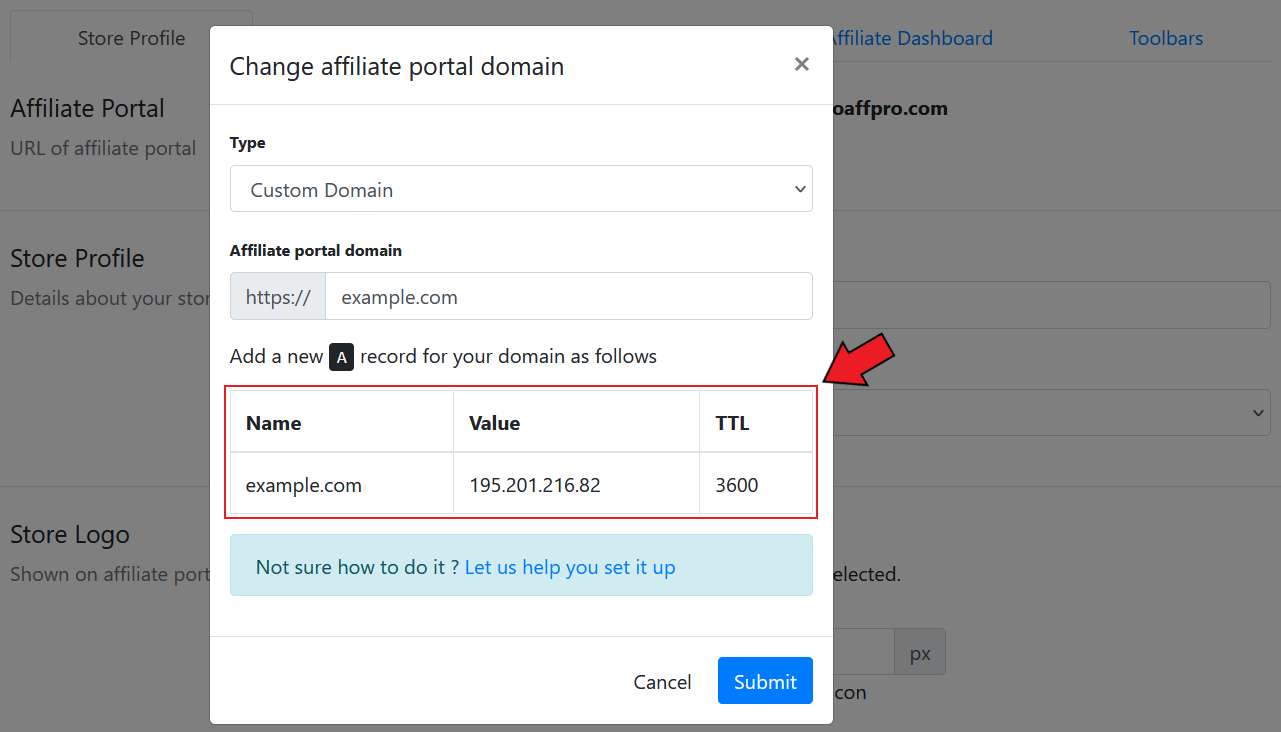 Store Profile
Affiliate Dashboard
Toolbars
Affiliate Portal
URL of affiliate portal
oaffpro.com
Store Profile
Details about your stor
Store Logo
Shown on affiliate port
elected.
px
con
Change affiliate portal domain
×
Type
Custom Domain
Affiliate portal domain
https:// example.com
Add a new A record for your domain as follows
Name Value TTL
example.com 195.201.216.82 3600
Not sure how to do it ? Let us help you set it up
Cancel Submit